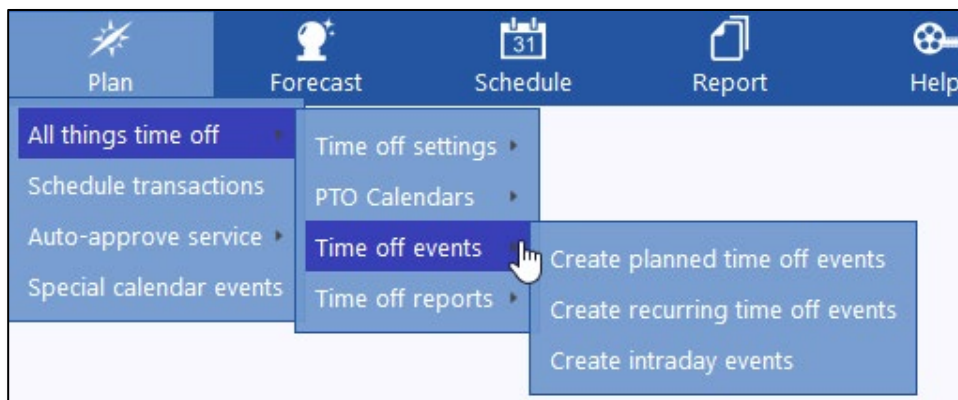 31
Plan
Forecast
Schedule
Report
Help
All things time off
Schedule transactions
Auto-approve service
Special calendar events
Time off settings
PTO Calendars
Time off events
Time off reports
Create planned time off events
Create recurring time off events
Create intraday events